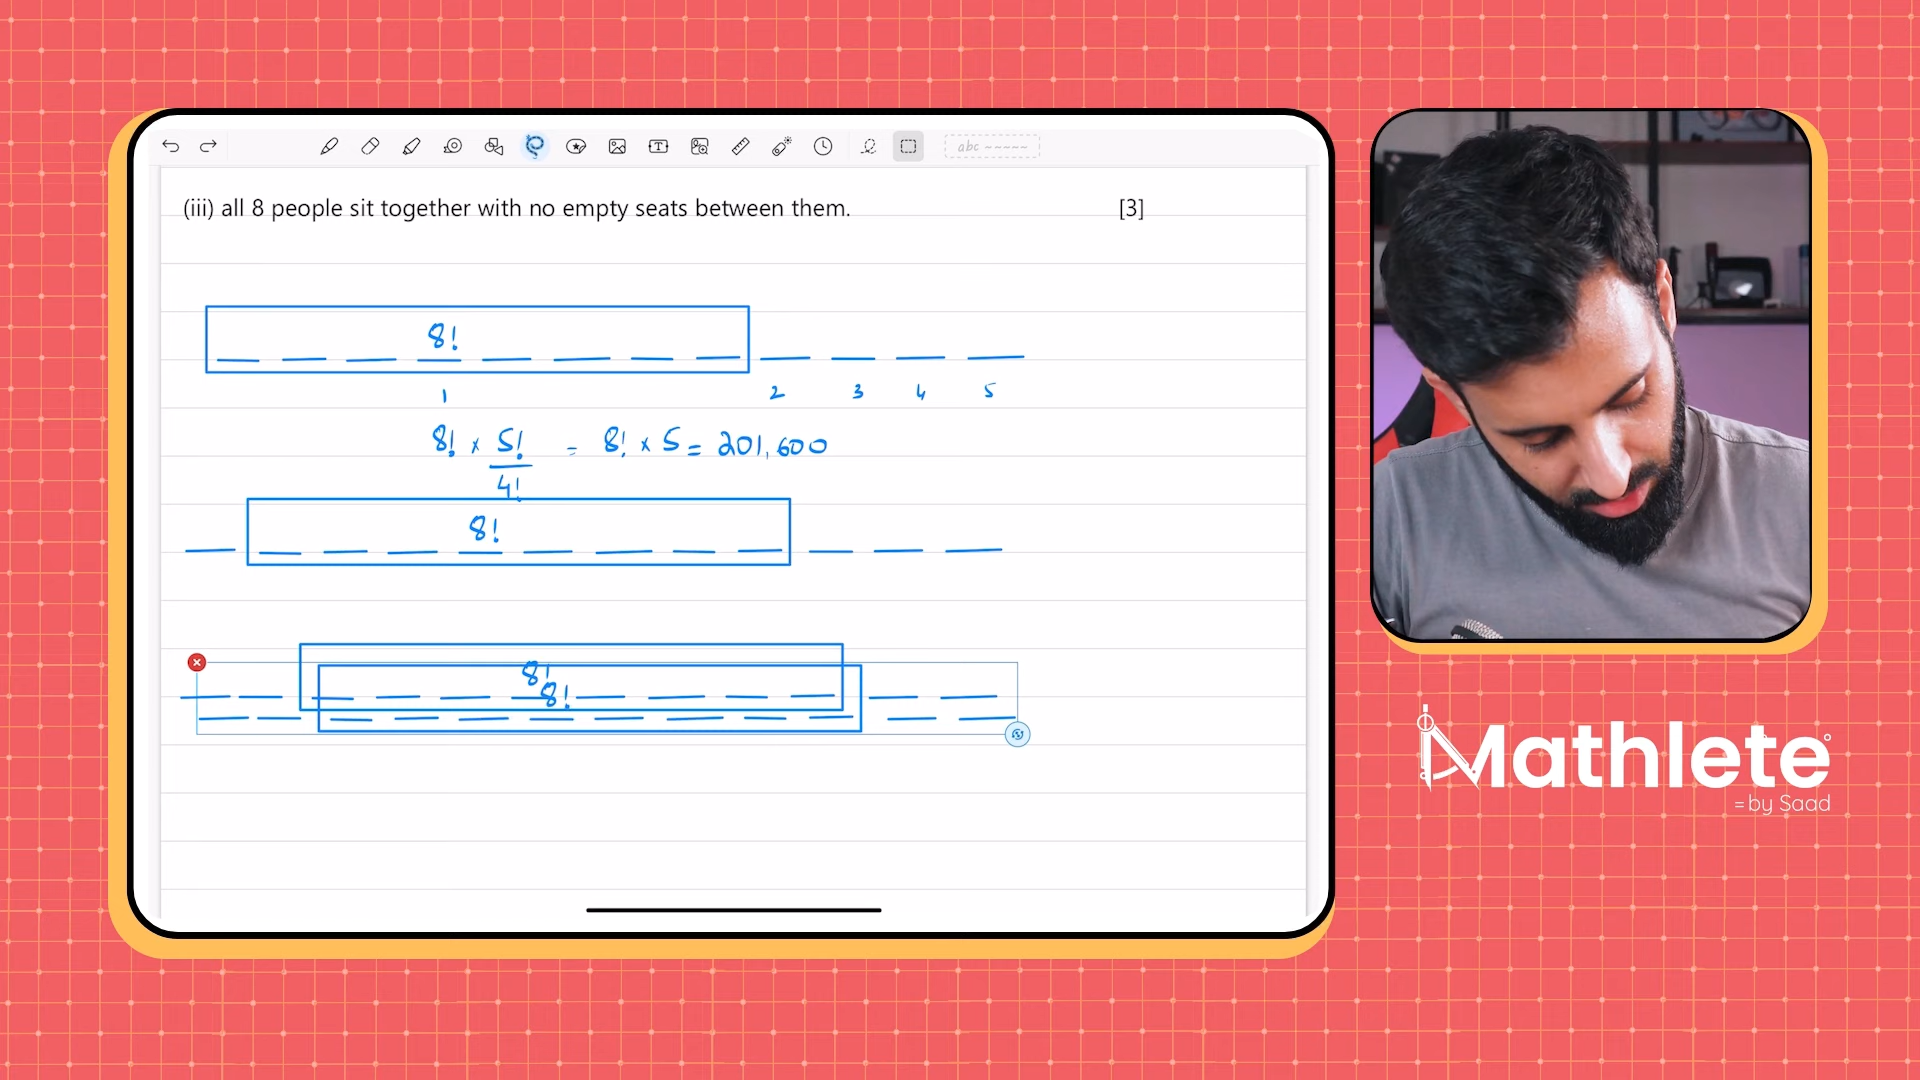 abc ~~~~~
(iii) all 8 people sit together with no empty seats between them. [3]
8!
1 2 3 4 5
8! × 5!/4! = 8! × 5 = 201,600
8!
8!
8!
Mathlete
= by Saad